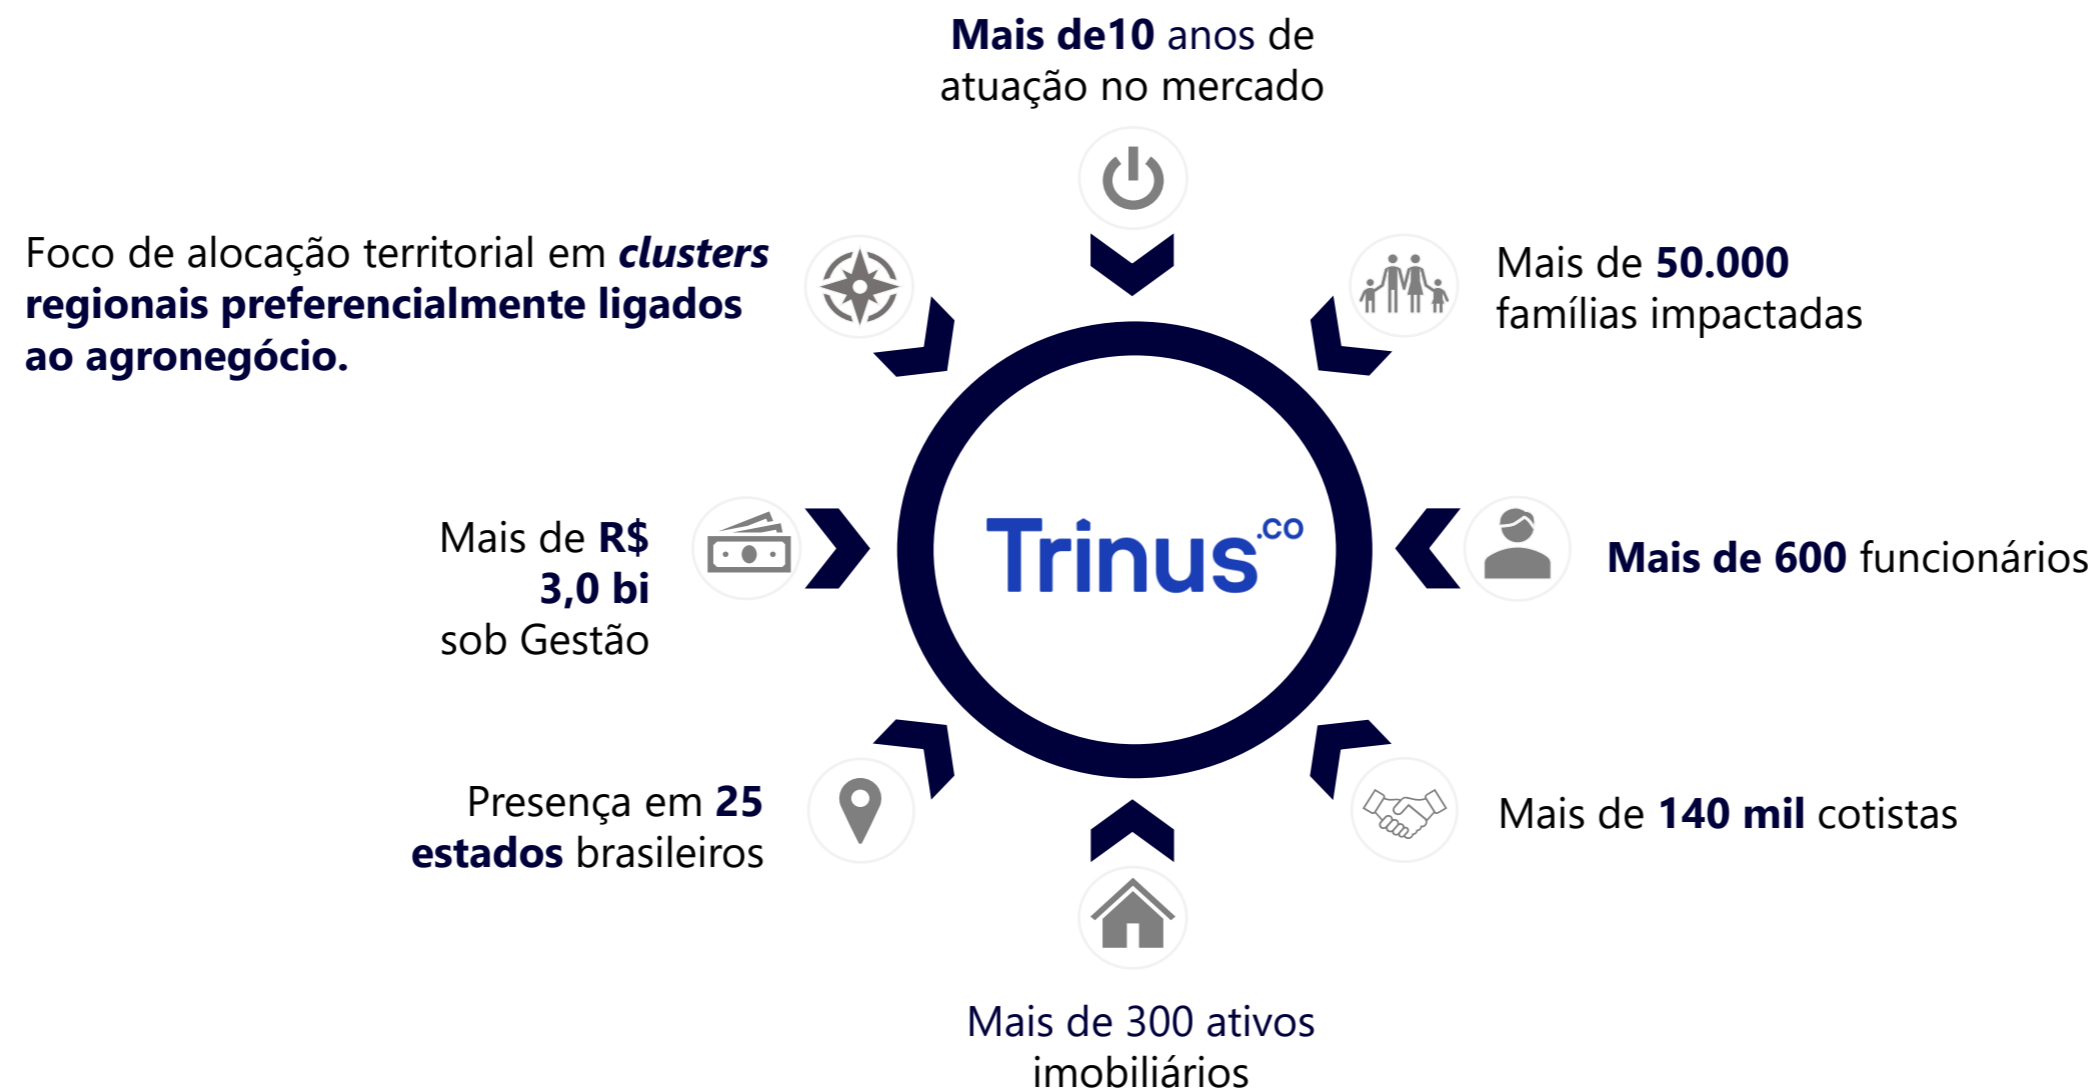 Mais de10 anos de
atuação no mercado
Foco de alocação territorial em clusters
regionais preferencialmente ligados
ao agronegócio.
Mais de 50.000
famílias impactadas
Mais de R$
3,0 bi
sob Gestão
Trinus.co
Mais de 600 funcionários
Presença em 25
estados brasileiros
Mais de 140 mil cotistas
Mais de 300 ativos
imobiliários